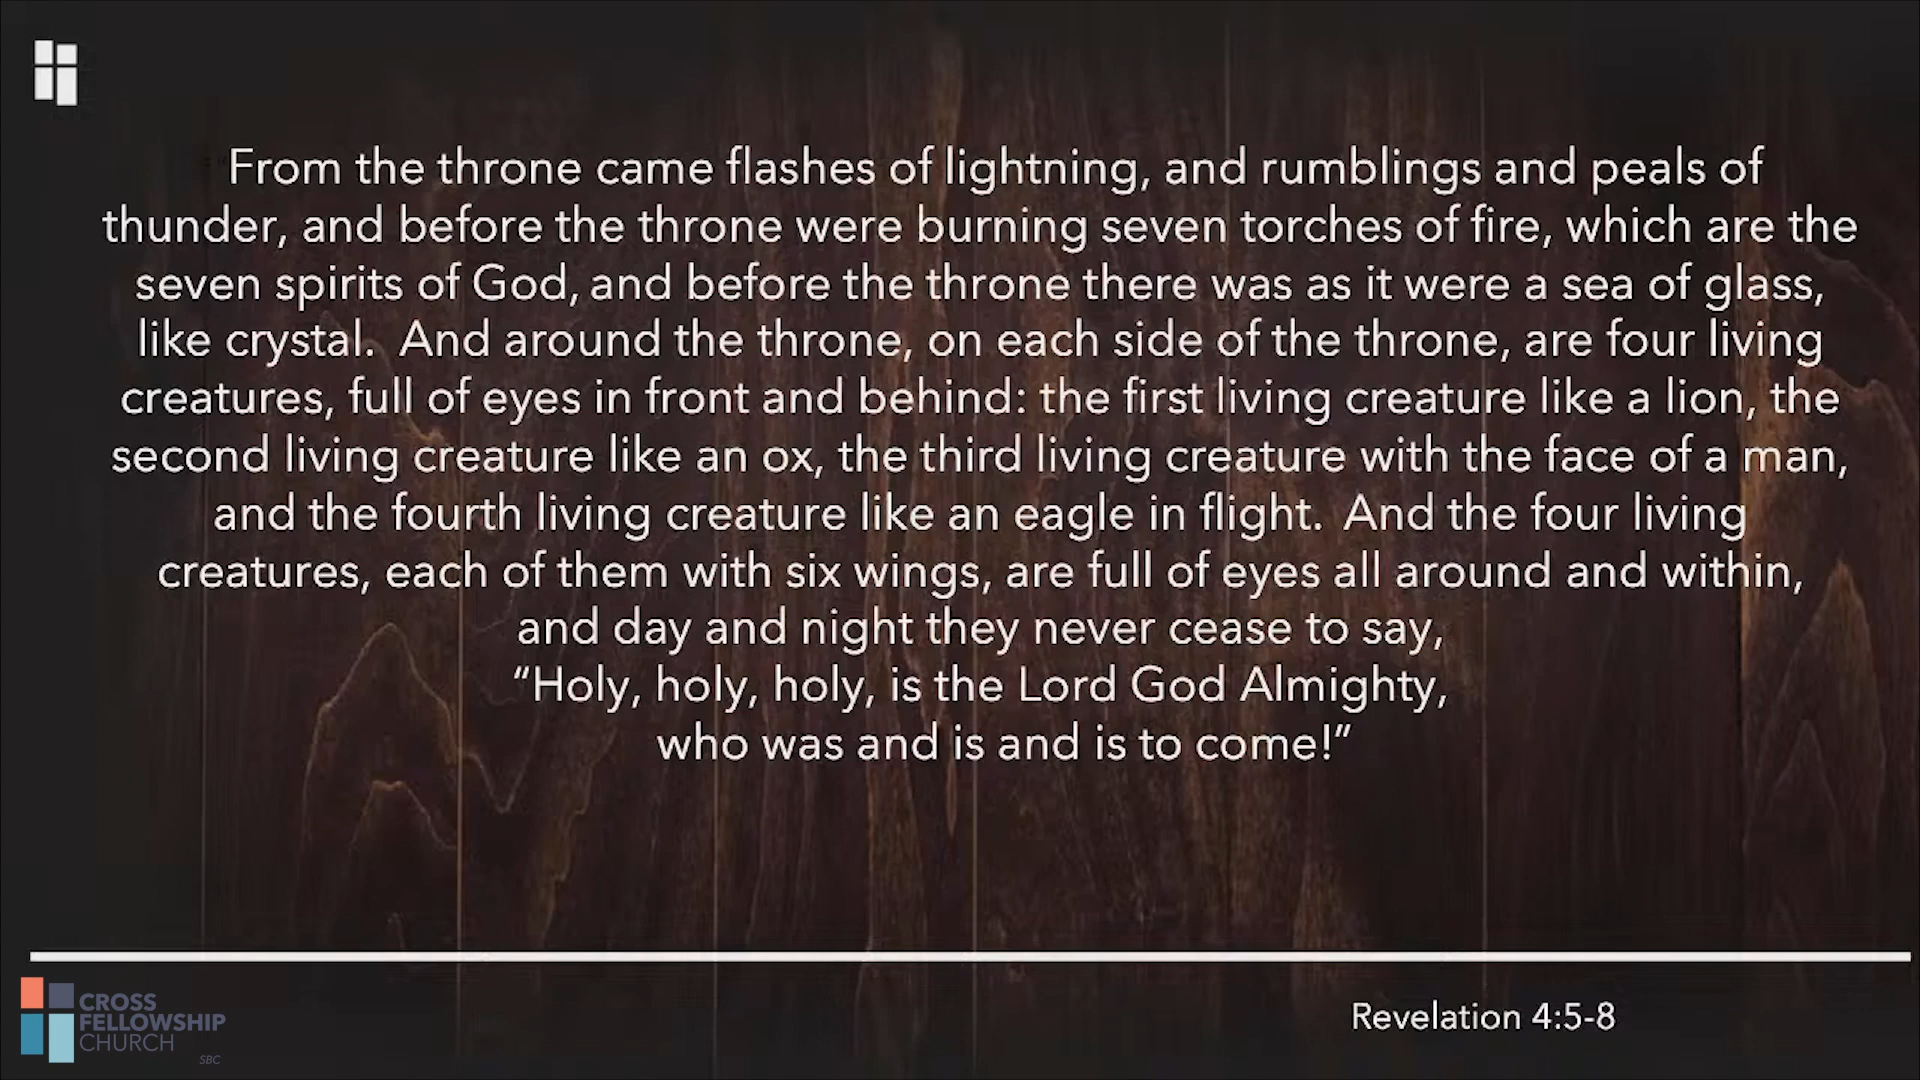 From the throne came flashes of lightning, and rumblings and peals of
thunder, and before the throne were burning seven torches of fire, which are the
seven spirits of God, and before the throne there was as it were a sea of glass,
like crystal.  And around the throne, on each side of the throne, are four living
creatures, full of eyes in front and behind: the first living creature like a lion, the
second living creature like an ox, the third living creature with the face of a man,
and the fourth living creature like an eagle in flight.  And the four living
creatures, each of them with six wings, are full of eyes all around and within,
and day and night they never cease to say,
“Holy, holy, holy, is the Lord God Almighty,
who was and is and is to come!”
CROSS
FELLOWSHIP
CHURCH
SBC
Revelation 4:5-8